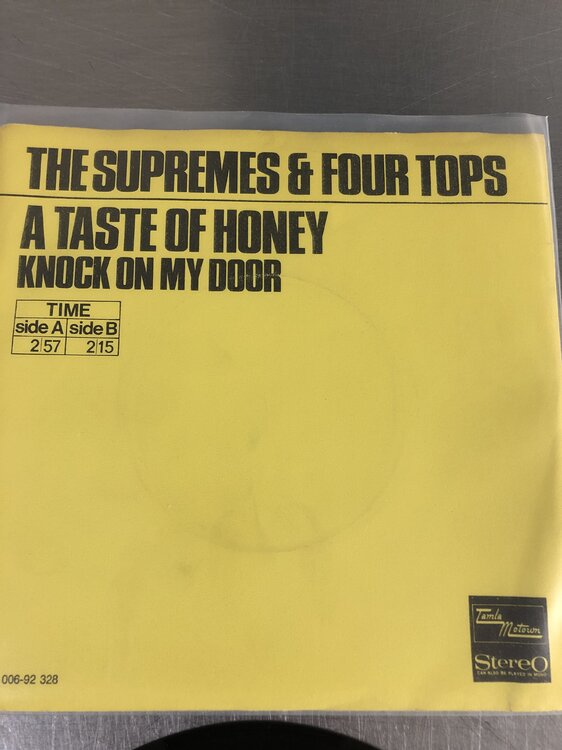 THE SUPREMES & FOUR TOPS
A TASTE OF HONEY
KNOCK ON MY DOOR
TIME
side A side B
2|57 2|15
Tamla
Motown
Stereo
CAN ALSO BE PLAYED IN MONO
006-92 328